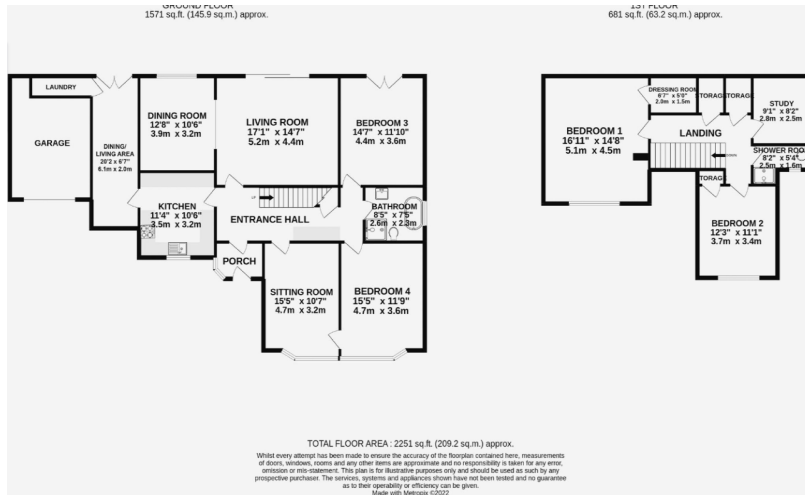 GROUND FLOOR
1571 sq.ft. (145.9 sq.m.) approx.
LAUNDRY
GARAGE
DINING/
LIVING AREA
20'2" x 6'7"
6.1m x 2.0m
DINING ROOM
12'8" x 10'6"
3.9m x 3.2m
LIVING ROOM
17'1" x 14'7"
5.2m x 4.4m
BEDROOM 3
14'7" x 11'10"
4.4m x 3.6m
KITCHEN
11'4" x 10'6"
3.5m x 3.2m
ENTRANCE HALL
BATHROOM
8'5" x 7'5"
2.6m x 2.3m
PORCH
SITTING ROOM
15'5" x 10'7"
4.7m x 3.2m
BEDROOM 4
15'5" x 11'9"
4.7m x 3.6m
1ST FLOOR
681 sq.ft. (63.2 sq.m.) approx.
BEDROOM 1
16'11" x 14'8"
5.1m x 4.5m
DRESSING ROOM
6'7" x 5'0"
2.0m x 1.5m
STORAGE
STORAGE
STUDY
9'1" x 8'2"
2.8m x 2.5m
LANDING
SHOWER ROOM
8'2" x 5'4"
2.5m x 1.6m
STORAGE
BEDROOM 2
12'3" x 11'1"
3.7m x 3.4m
TOTAL FLOOR AREA : 2251 sq.ft. (209.2 sq.m.) approx.
Whilst every attempt has been made to ensure the accuracy of the floorplan contained here, measurements
of doors, windows, rooms and any other items are approximate and no responsibility is taken for any error,
omission or mis-statement. This plan is for illustrative purposes only and should be used as such by any
prospective purchaser. The services, systems and appliances shown have not been tested and no guarantee
as to their operability or efficiency can be given.
Made with Metropix ©2022